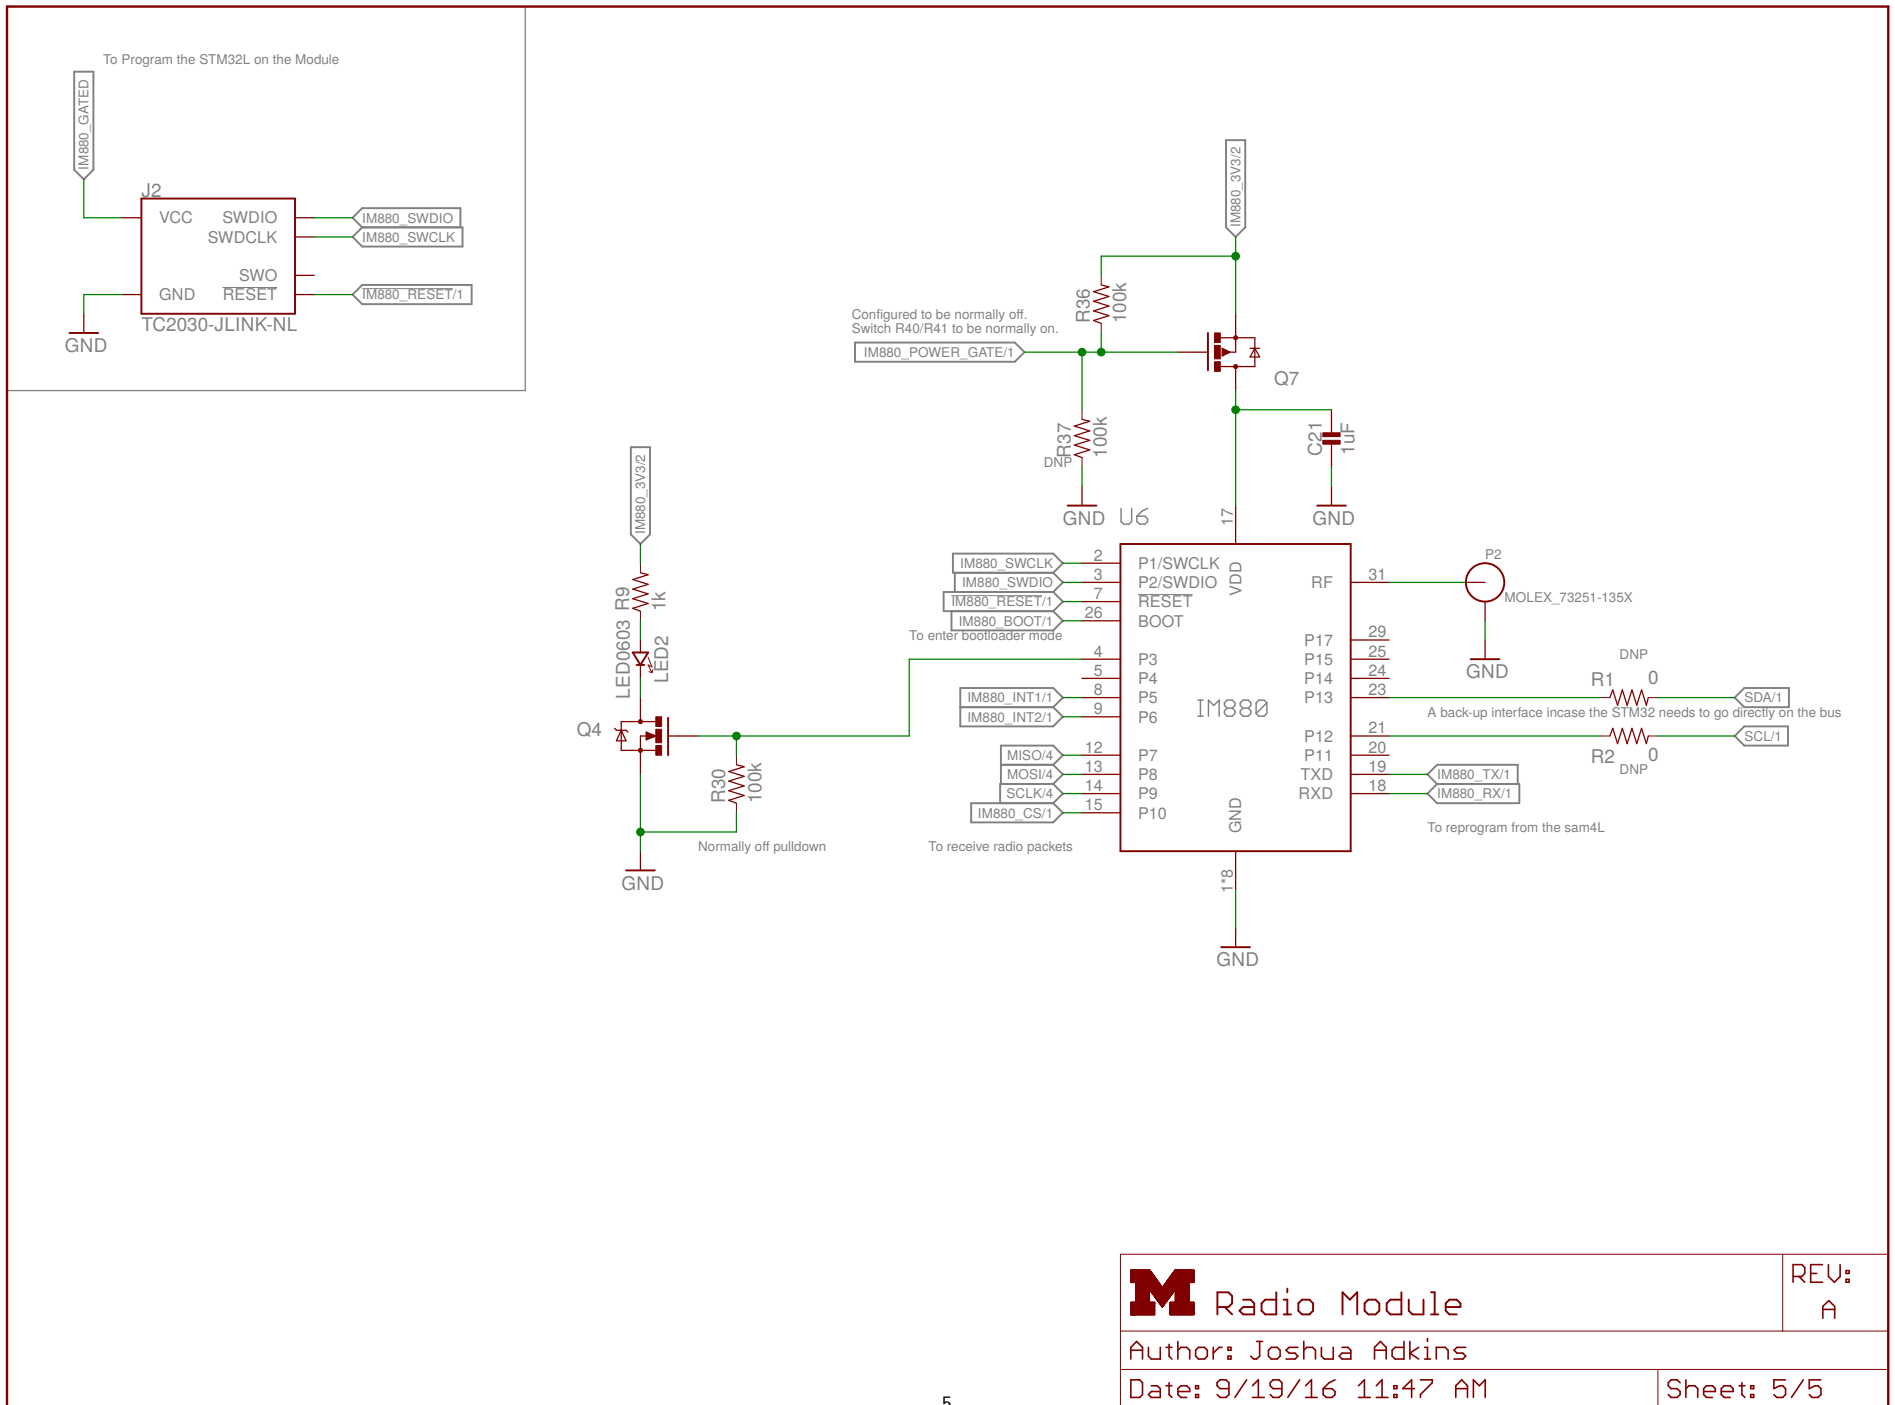 To Program the STM32L on the Module
IM880_GATED
J2
VCC
SWDIO
IM880_SWDIO
SWDCLK
IM880_SWCLK
SWO
GND
RESET
IM880_RESET/1
TC2030-JLINK-NL
GND
IM880_3V3/2
R36
100k
Configured to be normally off.
Switch R40/R41 to be normally on.
IM880_POWER_GATE/1
Q7
R37
100k
DNP
GND
C21
1uF
GND
IM880_3V3/2
R9
1k
LED0603
LED2
Q4
R30
100k
Normally off pulldown
GND
U6
17
VDD
IM880_SWCLK
2
P1/SWCLK
IM880_SWDIO
3
P2/SWDIO
IM880_RESET/1
7
RESET
IM880_BOOT/1
26
BOOT
To enter bootloader mode
4
P3
5
P4
IM880_INT1/1
8
P5
IM880_INT2/1
9
P6
IM880
MISO/4
12
P7
MOSI/4
13
P8
SCLK/4
14
P9
IM880_CS/1
15
P10
To receive radio packets
RF
31
P2
MOLEX_73251-135X
GND
P17
29
P15
25
P14
24
P13
23
DNP
R1
0
SDA/1
A back-up interface incase the STM32 needs to go directly on the bus
P12
21
R2
0
DNP
SCL/1
P11
20
TXD
19
IM880_TX/1
RXD
18
IM880_RX/1
To reprogram from the sam4L
GND
1*8
GND
M
Radio Module
REV:
A
Author: Joshua Adkins
Date: 9/19/16 11:47 AM
Sheet: 5/5
5